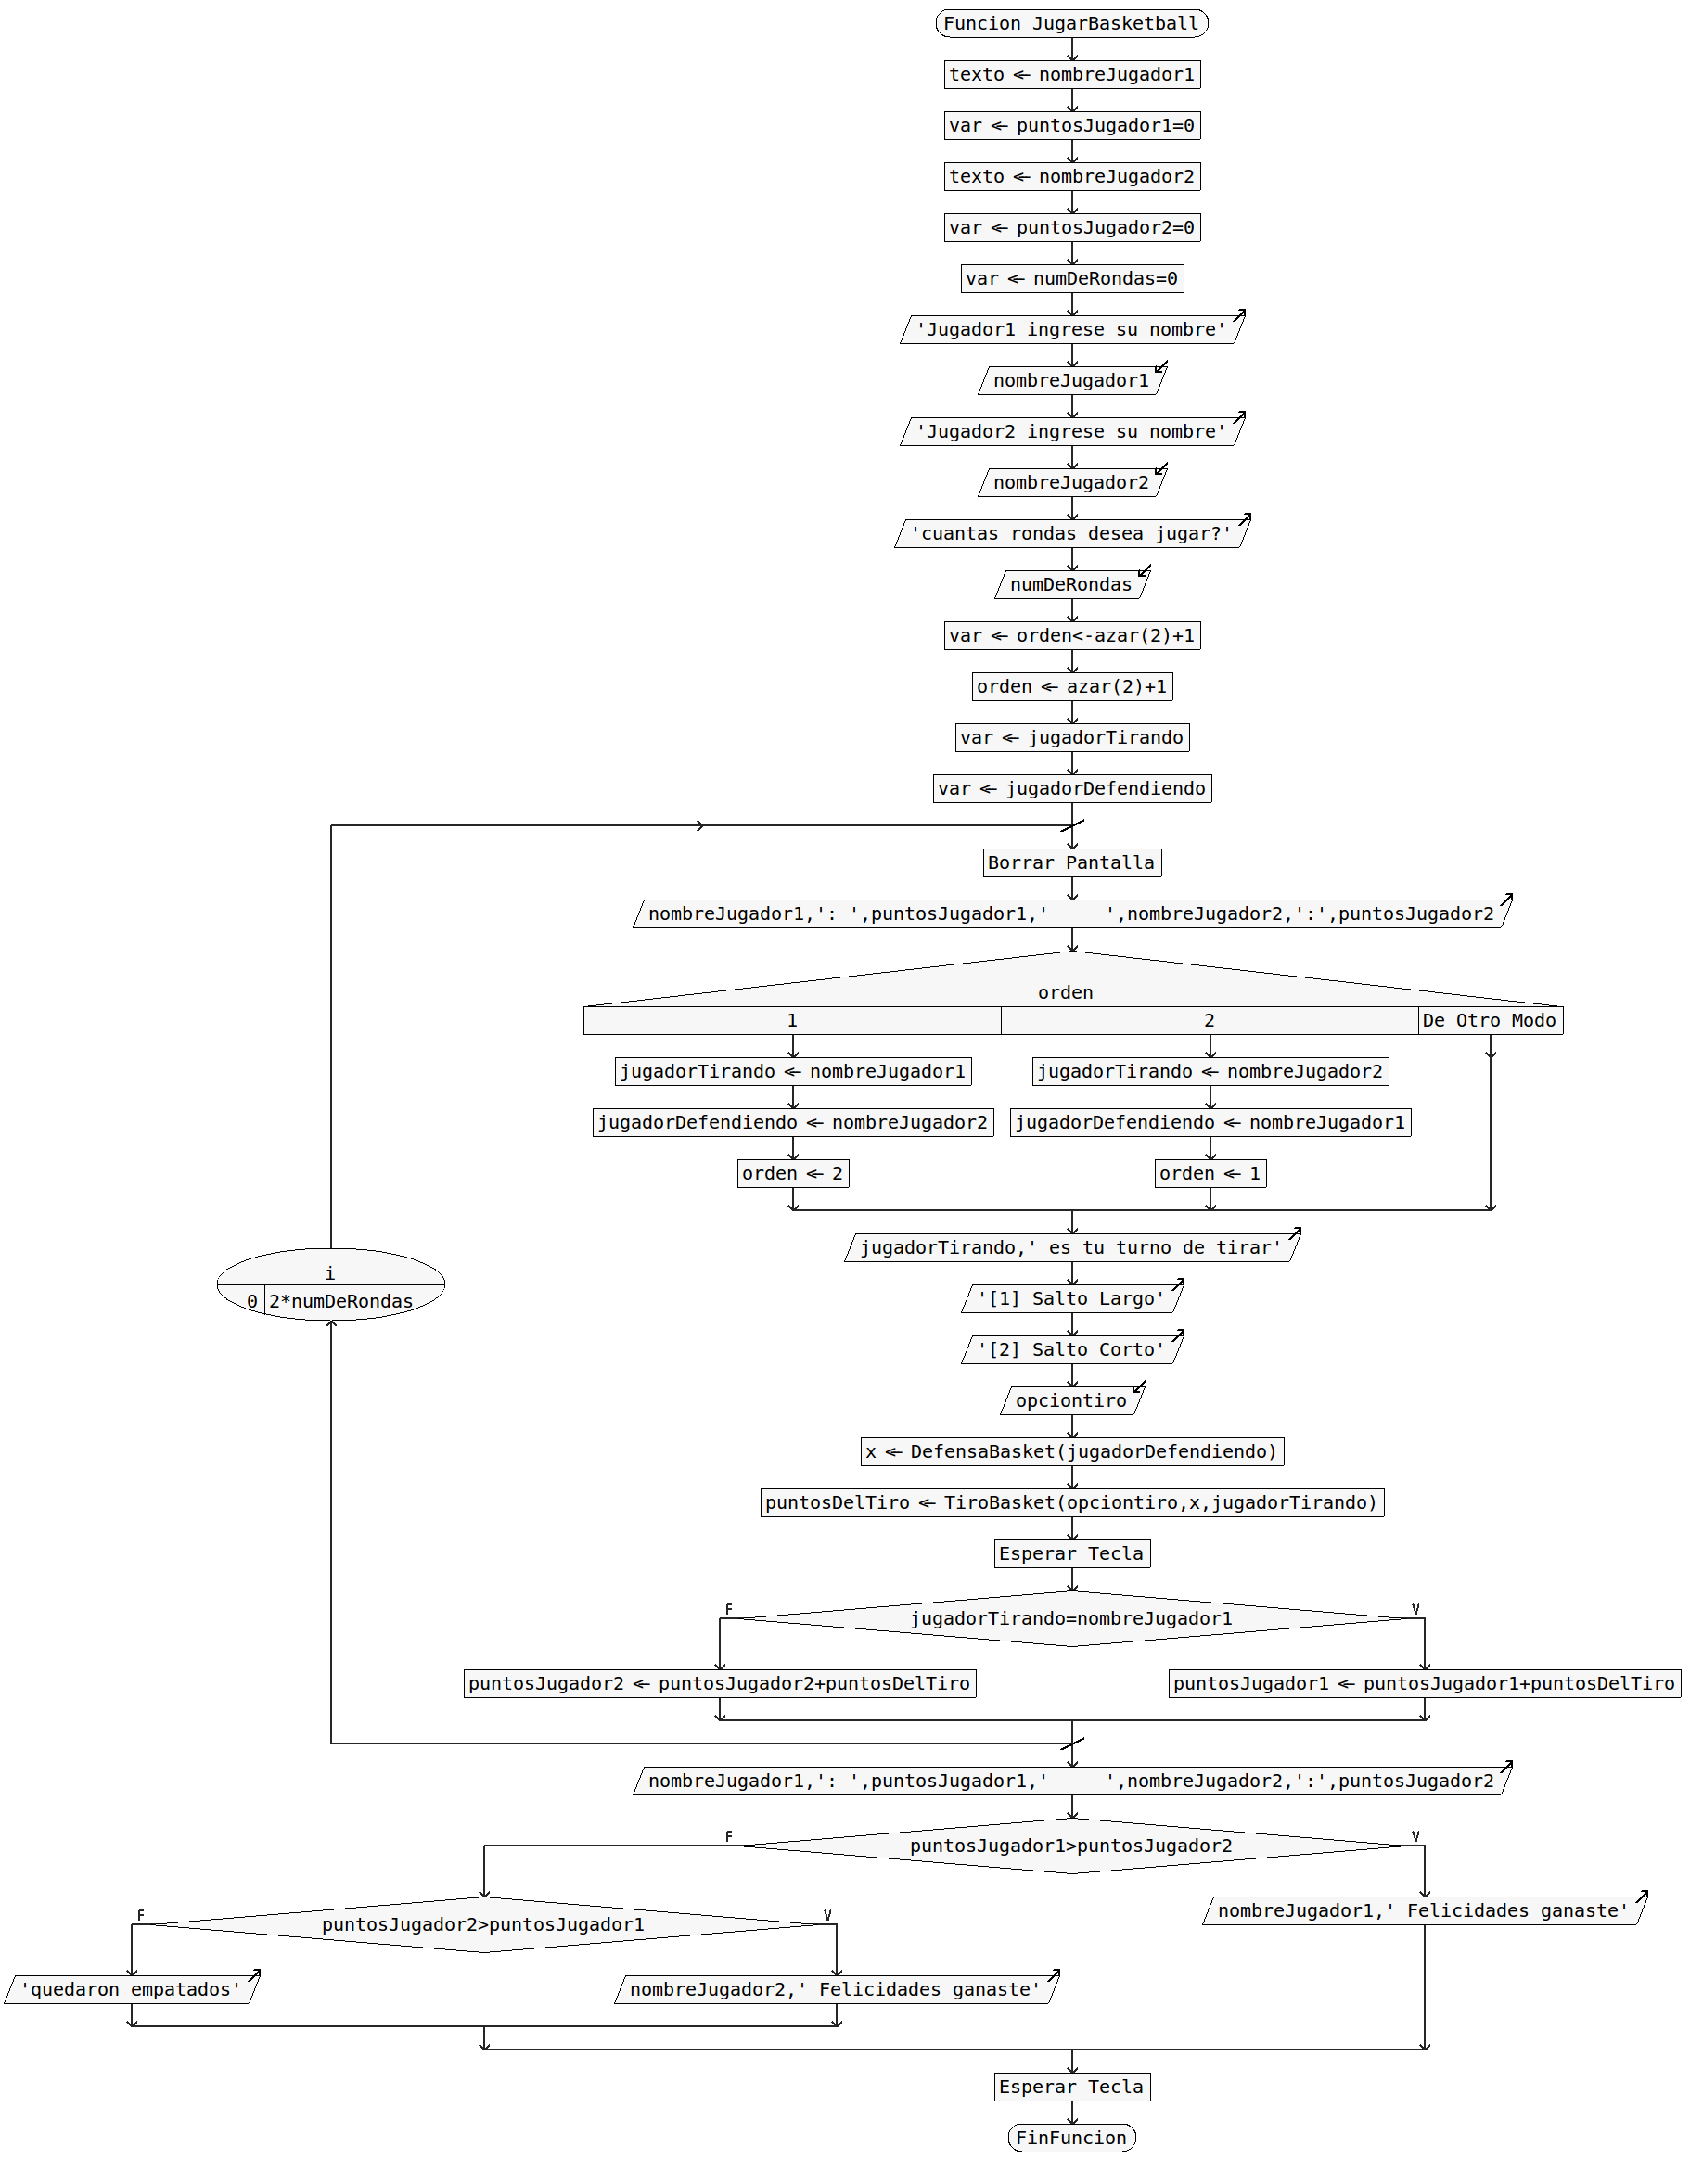 Funcion JugarBasketball
texto ← nombreJugador1
var ← puntosJugador1=0
texto ← nombreJugador2
var ← puntosJugador2=0
var ← numDeRondas=0
'Jugador1 ingrese su nombre'
nombreJugador1
'Jugador2 ingrese su nombre'
nombreJugador2
'cuantas rondas desea jugar?'
numDeRondas
var ← orden<-azar(2)+1
orden ← azar(2)+1
var ← jugadorTirando
var ← jugadorDefendiendo
Borrar Pantalla
nombreJugador1,': ',puntosJugador1,'     ',nombreJugador2,':',puntosJugador2
orden
1 2 De Otro Modo
jugadorTirando ← nombreJugador1 jugadorTirando ← nombreJugador2
jugadorDefendiendo ← nombreJugador2 jugadorDefendiendo ← nombreJugador1
orden ← 2 orden ← 1
jugadorTirando,' es tu turno de tirar'
i
0 2*numDeRondas
'[1] Salto Largo'
'[2] Salto Corto'
opciontiro
x ← DefensaBasket(jugadorDefendiendo)
puntosDelTiro ← TiroBasket(opciontiro,x,jugadorTirando)
Esperar Tecla
F jugadorTirando=nombreJugador1 V
puntosJugador2 ← puntosJugador2+puntosDelTiro puntosJugador1 ← puntosJugador1+puntosDelTiro
nombreJugador1,': ',puntosJugador1,'     ',nombreJugador2,':',puntosJugador2
F puntosJugador1>puntosJugador2 V
nombreJugador1,' Felicidades ganaste'
F puntosJugador2>puntosJugador1 V
'quedaron empatados' nombreJugador2,' Felicidades ganaste'
Esperar Tecla
FinFuncion